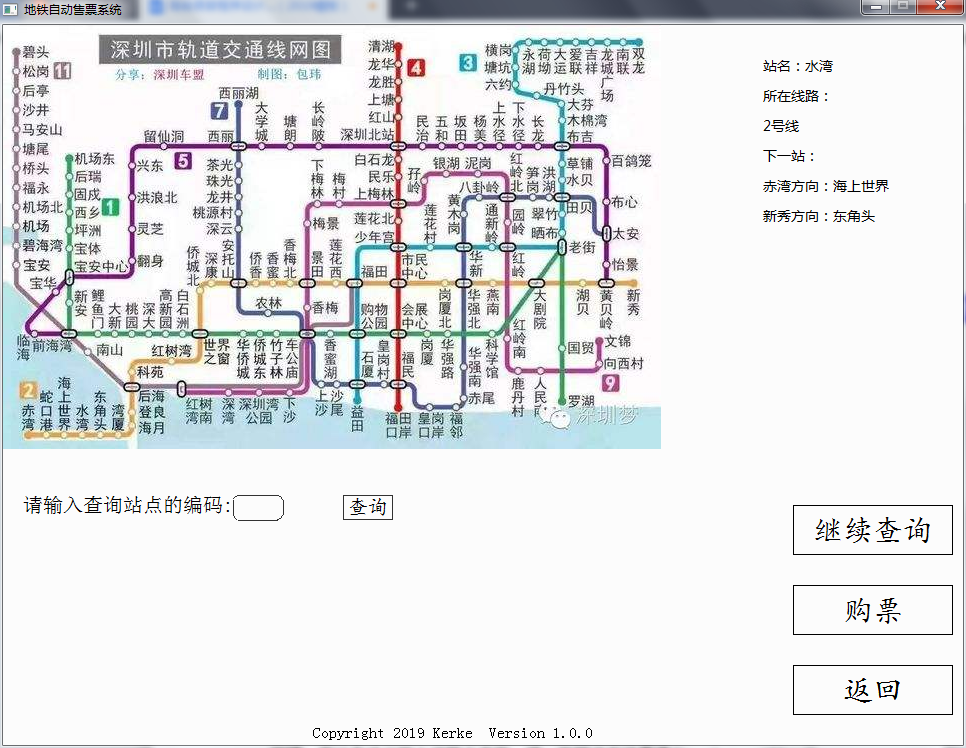 地铁自动售票系统
深圳市轨道交通线网图
分享：深圳车盟 制图：包玮
碧头
松岗
11
后亭
沙井
马安山
塘尾
桥头
福永
机场北
机场
碧海湾
宝安
宝华
临海
前海湾
机场东
后瑞
固戍
西乡
1
坪洲
宝体
宝安中心
新安
鲤鱼门
大新
桃园
深大
高新园
白石洲
世界之窗
华侨城
侨城东
竹子林
车公庙
香蜜湖
购物公园
会展中心
岗厦
华强路
科学馆
大剧院
国贸
罗湖
留仙洞
兴东
5
洪浪北
灵芝
翻身
西丽湖
7
西丽
茶光
珠光
龙井
桃源村
深云
安托山
农林
大学城
塘朗
长岭陂
深圳北站
清湖
龙华
4
龙胜
上塘
红山
白石龙
民乐
上梅林
莲花北
少年宫
市民中心
福民
福田口岸
民治
五和
坂田
杨美
上水径
下水径
长龙
布吉
百鸽笼
布心
太安
怡景
黄贝岭
横岗
3
塘坑
六约
丹竹头
大芬
木棉湾
永湖
荷坳
大运
爱联
吉祥
龙城广场
南联
双龙
草铺
水贝
田贝
翠竹
晒布
老街
红岭
通新岭
华新
莲花村
福田
石厦
益田
下梅林
梅村
梅景
景田
莲花西
香梅
香梅北
香蜜
侨香
深康
侨城北
孖岭
银湖
泥岗
八卦岭
红岭北
园岭
笋岗
洪湖
黄木岗
岗厦北
华强北
燕南
湖贝
新秀
红岭南
鹿丹村
文锦
向西村
9
华强南
赤尾
福邻
皇岗口岸
皇岗村
沙尾
上沙
下沙
深圳湾公园
深湾
红树湾南
南山
红树湾
科苑
后海
登良
海月
湾厦
东角头
水湾
海上世界
蛇口港
赤湾
2
深圳梦
站名：水湾
所在线路：
2号线
下一站：
赤湾方向：海上世界
新秀方向：东角头
请输入查询站点的编码:
查询
继续查询
购票
返回
Copyright 2019 Kerke Version 1.0.0